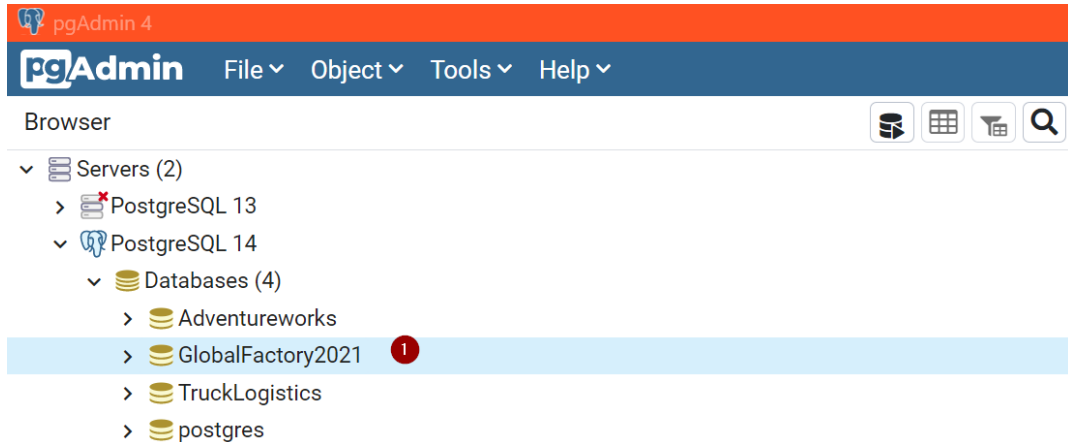 pgAdmin 4
pgAdmin File Object Tools Help
Browser
Servers (2)
PostgreSQL 13
PostgreSQL 14
Databases (4)
Adventureworks
GlobalFactory2021 1
TruckLogistics
postgres